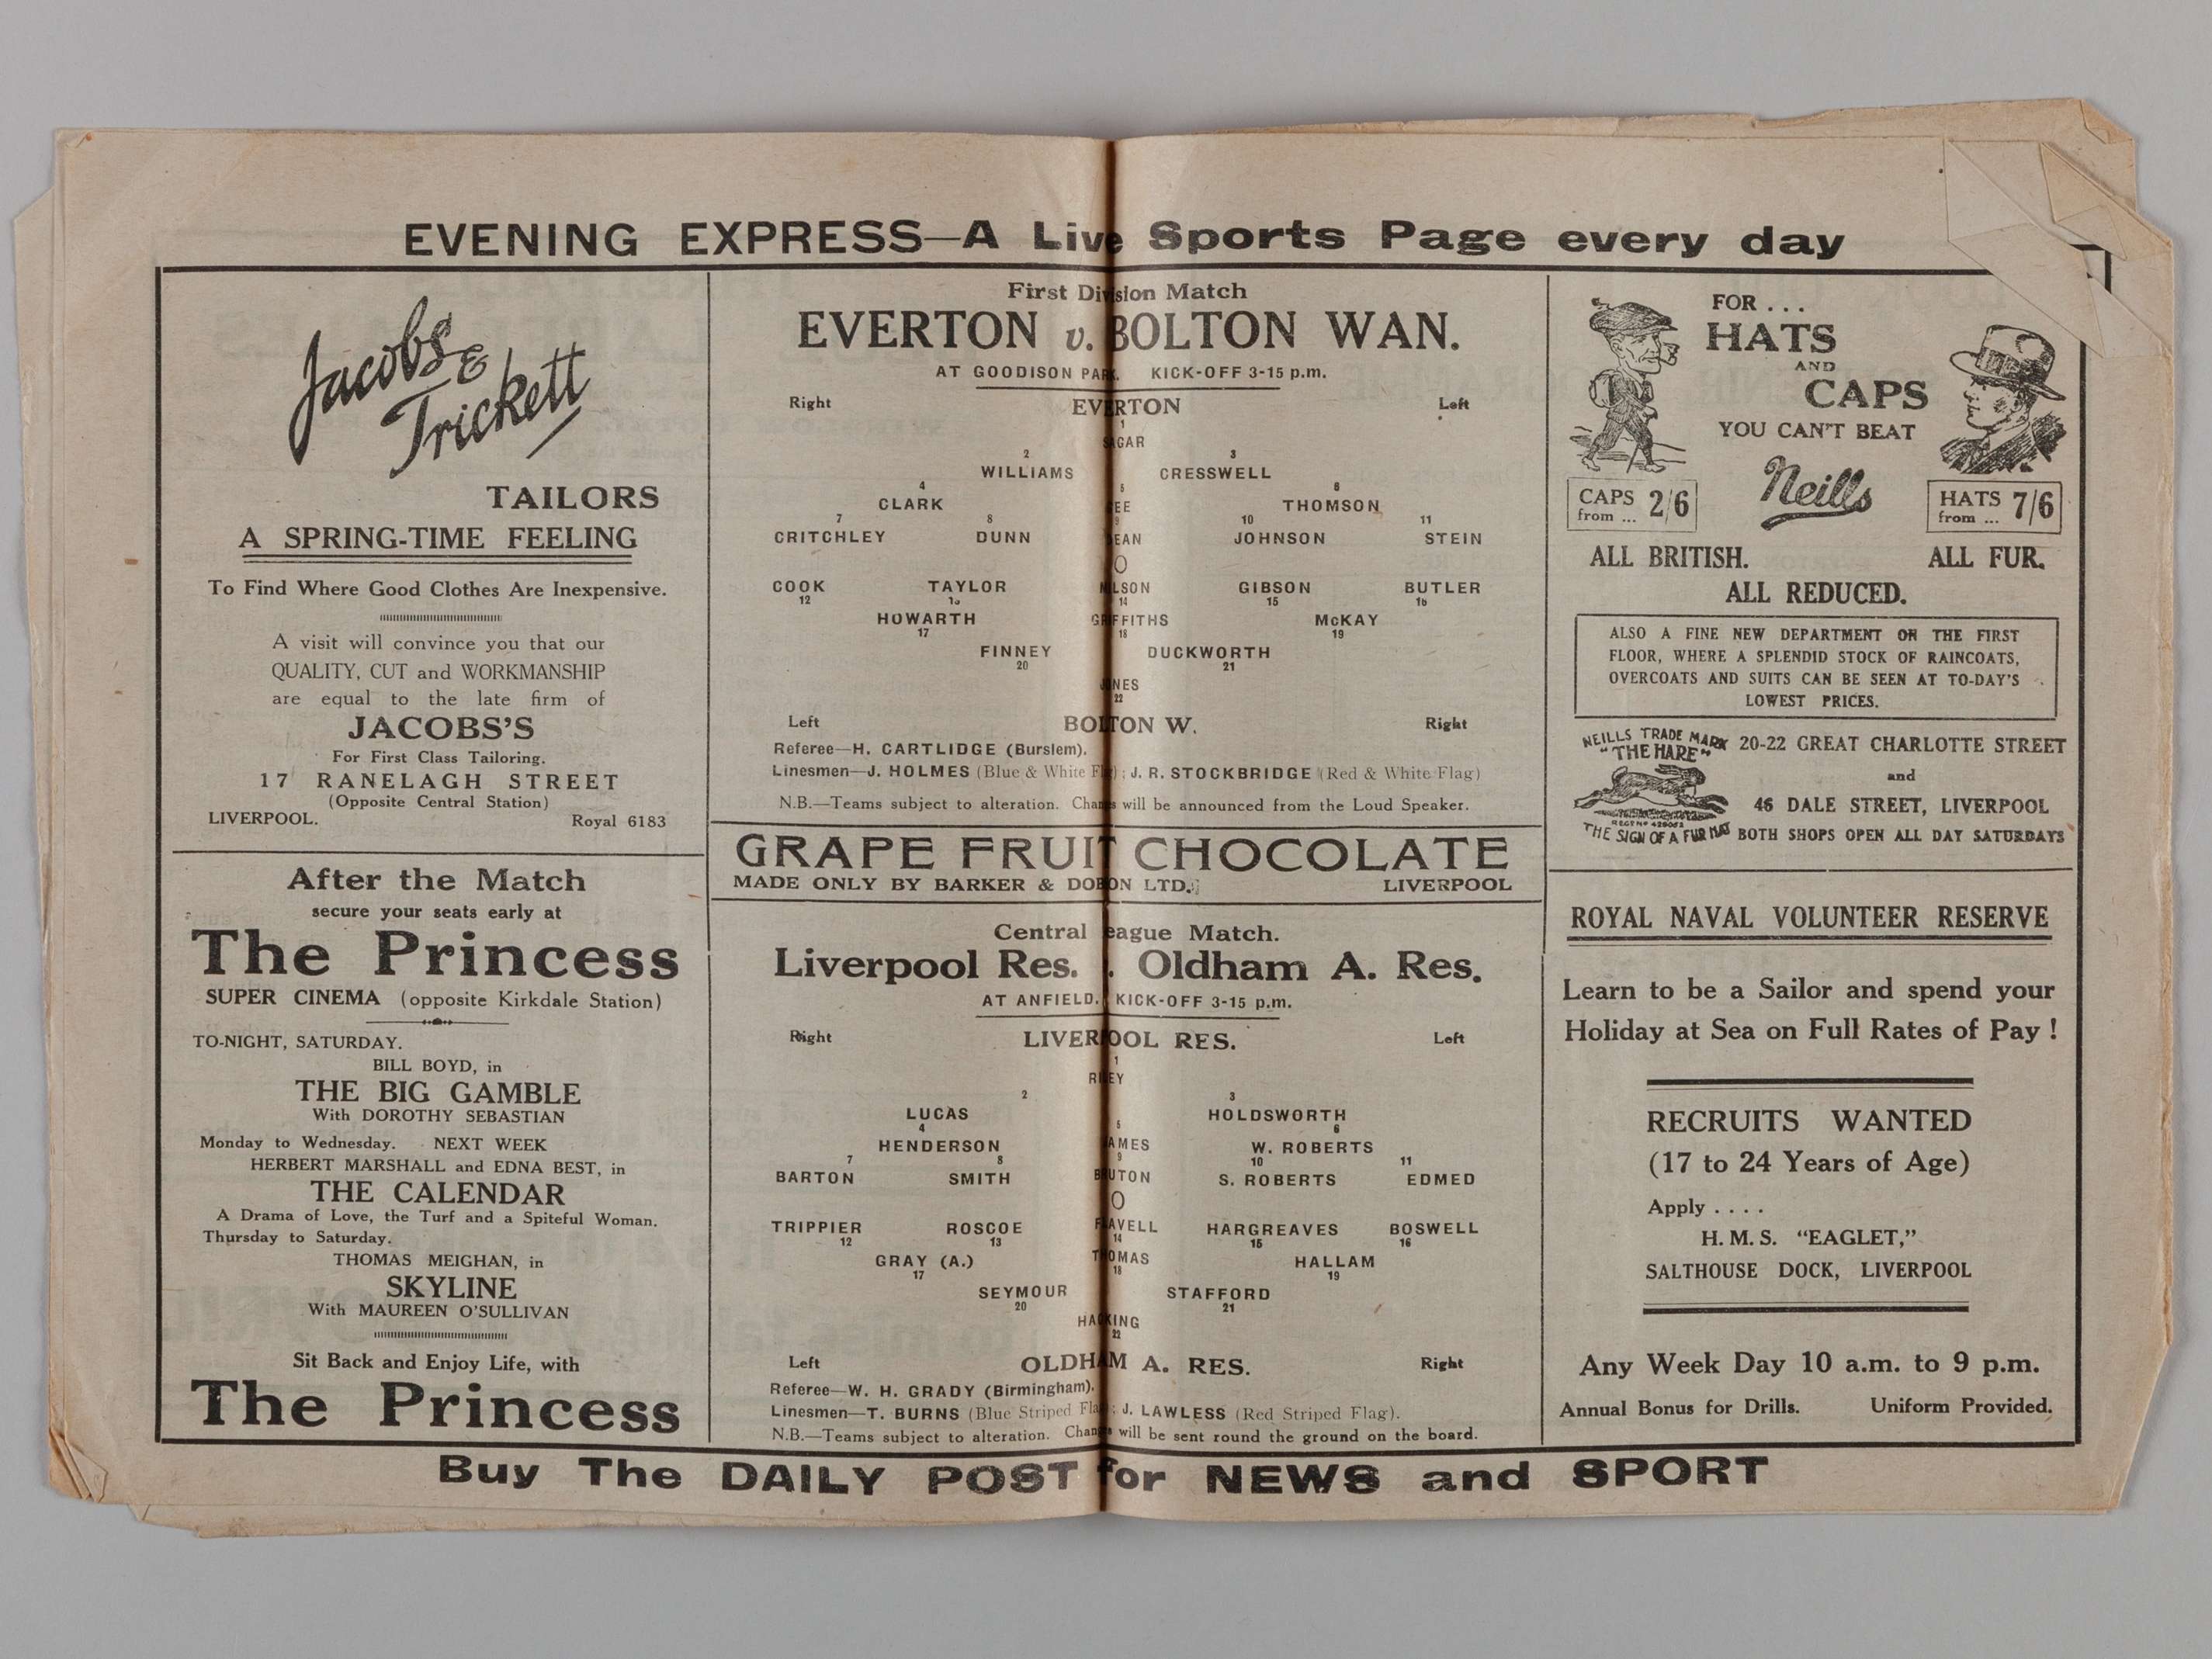 EVENING EXPRESS—A Live Sports Page every day
Jacobs &
Trickett
TAILORS
A SPRING-TIME FEELING
To Find Where Good Clothes Are Inexpensive.
A visit will convince you that our
QUALITY, CUT and WORKMANSHIP
are equal to the late firm of
JACOBS'S
For First Class Tailoring.
17 RANELAGH STREET
(Opposite Central Station)
LIVERPOOL. Royal 6183
After the Match
secure your seats early at
The Princess
SUPER CINEMA (opposite Kirkdale Station)
TO-NIGHT, SATURDAY.
BILL BOYD, in
THE BIG GAMBLE
With DOROTHY SEBASTIAN
Monday to Wednesday. NEXT WEEK
HERBERT MARSHALL and EDNA BEST, in
THE CALENDAR
A Drama of Love, the Turf and a Spiteful Woman.
Thursday to Saturday.
THOMAS MEIGHAN, in
SKYLINE
With MAUREEN O'SULLIVAN
Sit Back and Enjoy Life, with
The Princess
First Division Match
EVERTON v. BOLTON WAN.
AT GOODISON PARK. KICK-OFF 3-15 p.m.
Right EVERTON Left
1
SAGAR
2 3
WILLIAMS CRESSWELL
4 5 6
CLARK GEE THOMSON
7 8 9 10 11
CRITCHLEY DUNN DEAN JOHNSON STEIN
O
COOK TAYLOR GIBSON BUTLER
12 13 14 15 16
HOWARTH GRIFFITHS McKAY
17 18 19
FINNEY DUCKWORTH
20 21
JONES
22
Left BOLTON W. Right
Referee—H. CARTLIDGE (Burslem).
Linesmen—J. HOLMES (Blue & White Flag); J. R. STOCKBRIDGE (Red & White Flag)
N.B.—Teams subject to alteration. Changes will be announced from the Loud Speaker.
GRAPE FRUIT CHOCOLATE
MADE ONLY BY BARKER & DOBSON LTD. LIVERPOOL
Central League Match.
Liverpool Res. v. Oldham A. Res.
AT ANFIELD. KICK-OFF 3-15 p.m.
Right LIVERPOOL RES. Left
1
RILEY
2 3
LUCAS HOLDSWORTH
4 5 6
HENDERSON JAMES W. ROBERTS
7 8 9 10 11
BARTON SMITH BRUTON S. ROBERTS EDMED
O
TRIPPIER ROSCOE FLAVELL HARGREAVES BOSWELL
12 13 14 15 16
GRAY (A.) THOMAS HALLAM
17 18 19
SEYMOUR STAFFORD
20 21
HACKING
22
Left OLDHAM A. RES. Right
Referee—W. H. GRADY (Birmingham).
Linesmen—T. BURNS (Blue Striped Flag); J. LAWLESS (Red Striped Flag).
N.B.—Teams subject to alteration. Changes will be sent round the ground on the board.
FOR ...
HATS
AND
CAPS
YOU CAN'T BEAT
Neills
CAPS from ... 2/6
HATS from ... 7/6
ALL BRITISH. ALL FUR.
ALL REDUCED.
ALSO A FINE NEW DEPARTMENT ON THE FIRST
FLOOR, WHERE A SPLENDID STOCK OF RAINCOATS,
OVERCOATS AND SUITS CAN BE SEEN AT TO-DAY'S
LOWEST PRICES.
NEILLS TRADE MARK
"THE HARE"
THE SIGN OF A FUR HAT
20-22 GREAT CHARLOTTE STREET
and
46 DALE STREET, LIVERPOOL
BOTH SHOPS OPEN ALL DAY SATURDAYS
ROYAL NAVAL VOLUNTEER RESERVE
Learn to be a Sailor and spend your
Holiday at Sea on Full Rates of Pay !
RECRUITS WANTED
(17 to 24 Years of Age)
Apply ....
H. M. S. "EAGLET,"
SALTHOUSE DOCK, LIVERPOOL
Any Week Day 10 a.m. to 9 p.m.
Annual Bonus for Drills. Uniform Provided.
Buy The DAILY POST for NEWS and SPORT